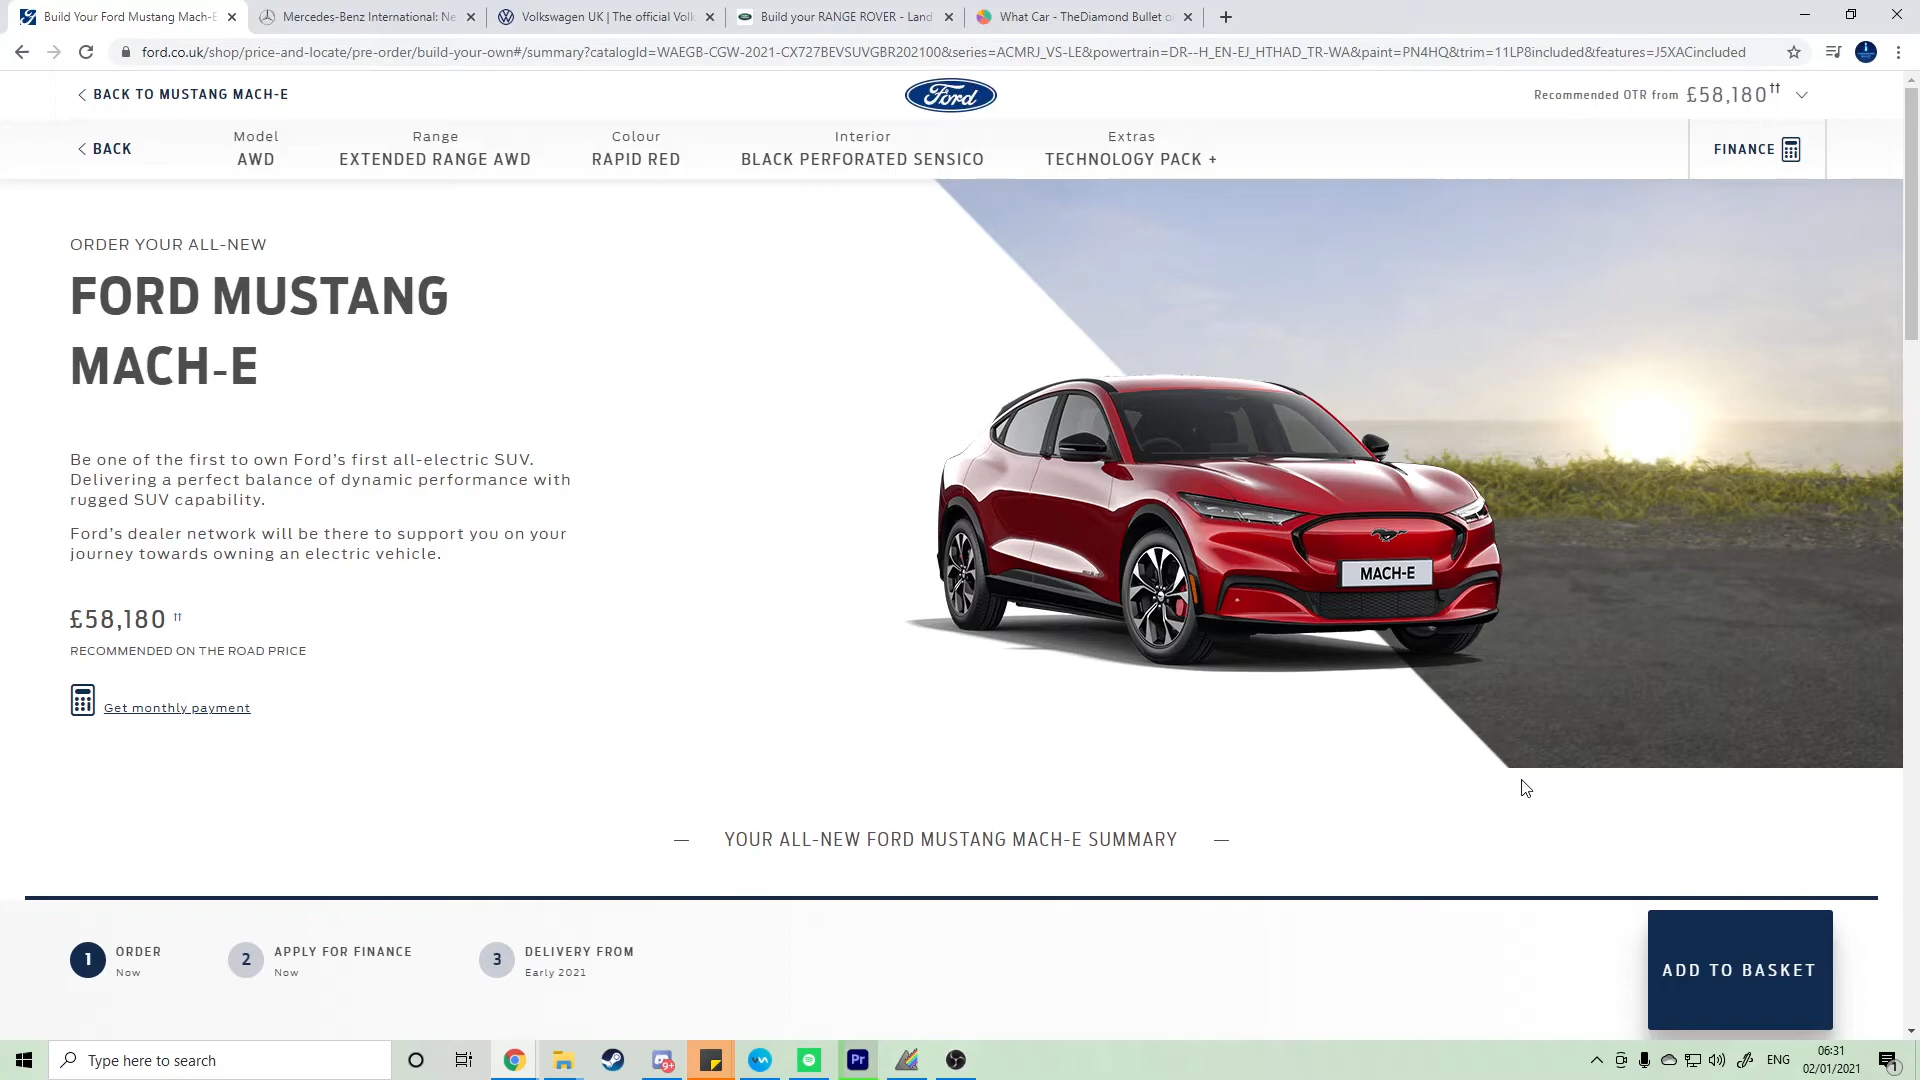 Build Your Ford Mustang Mach-E
Mercedes-Benz International: Ne
Volkswagen UK | The official Volk
Build your RANGE ROVER - Land
What Car - TheDiamond Bullet o
ford.co.uk/shop/price-and-locate/pre-order/build-your-own#/summary?catalogId=WAEGB-CGW-2021-CX727BEVSUVGBR202100&series=ACMRJ_VS-LE&powertrain=DR--H_EN-EJ_HTHAD_TR-WA&paint=PN4HQ&trim=11LP8included&features=J5XACincluded
BACK TO MUSTANG MACH-E
Ford
Recommended OTR from £58,180††
BACK
Model
AWD
Range
EXTENDED RANGE AWD
Colour
RAPID RED
Interior
BLACK PERFORATED SENSICO
Extras
TECHNOLOGY PACK +
FINANCE
ORDER YOUR ALL-NEW
FORD MUSTANG
MACH-E
Be one of the first to own Ford's first all-electric SUV.
Delivering a perfect balance of dynamic performance with
rugged SUV capability.
Ford's dealer network will be there to support you on your
journey towards owning an electric vehicle.
£58,180 ††
RECOMMENDED ON THE ROAD PRICE
Get monthly payment
MACH-E
YOUR ALL-NEW FORD MUSTANG MACH-E SUMMARY
1 ORDER
Now
2 APPLY FOR FINANCE
Now
3 DELIVERY FROM
Early 2021
ADD TO BASKET
Type here to search
9+
Pr
ENG
06:31
02/01/2021
1